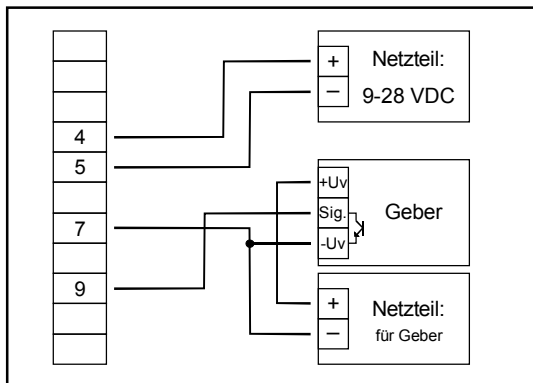 4
5
7
9
+
−
Netzteil:
9-28 VDC
+Uv
Sig.
-Uv
Geber
+
−
Netzteil:
für Geber